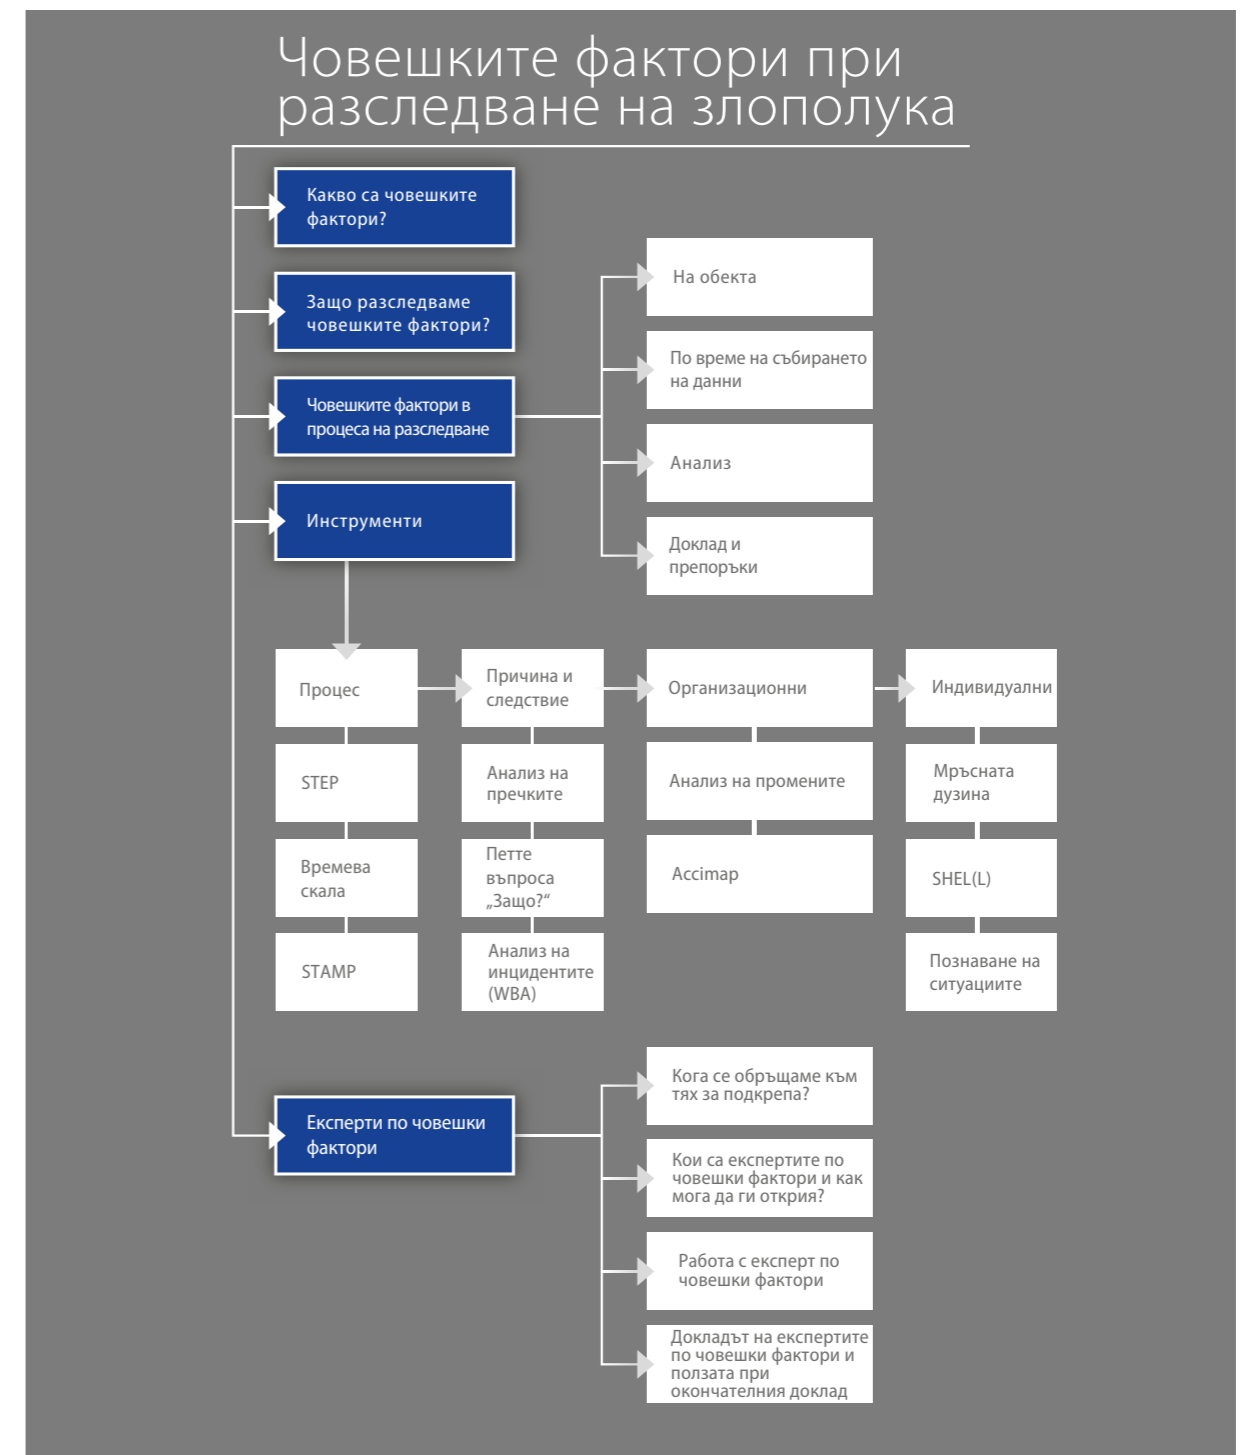 Човешките фактори при
разследване на злополука
Какво са човешките
фактори?
Защо разследваме
човешките фактори?
Човешките фактори в
процеса на разследване
Инструменти
На обекта
По време на събирането
на данни
Анализ
Доклад и
препоръки
Процес
STEP
Времева
скала
STAMP
Причина и
следствие
Анализ на
пречките
Петте
въпроса
„Защо?“
Анализ на
инцидентите
(WBA)
Организационни
Анализ на промените
Accimap
Индивидуални
Мръсната
дузина
SHEL(L)
Познаване на
ситуациите
Експерти по човешки
фактори
Кога се обръщаме към
тях за подкрепа?
Кои са експертите по
човешки фактори и как
мога да ги открия?
Работа с експерт по
човешки фактори
Докладът на експертите
по човешки фактори и
ползата при
окончателния доклад